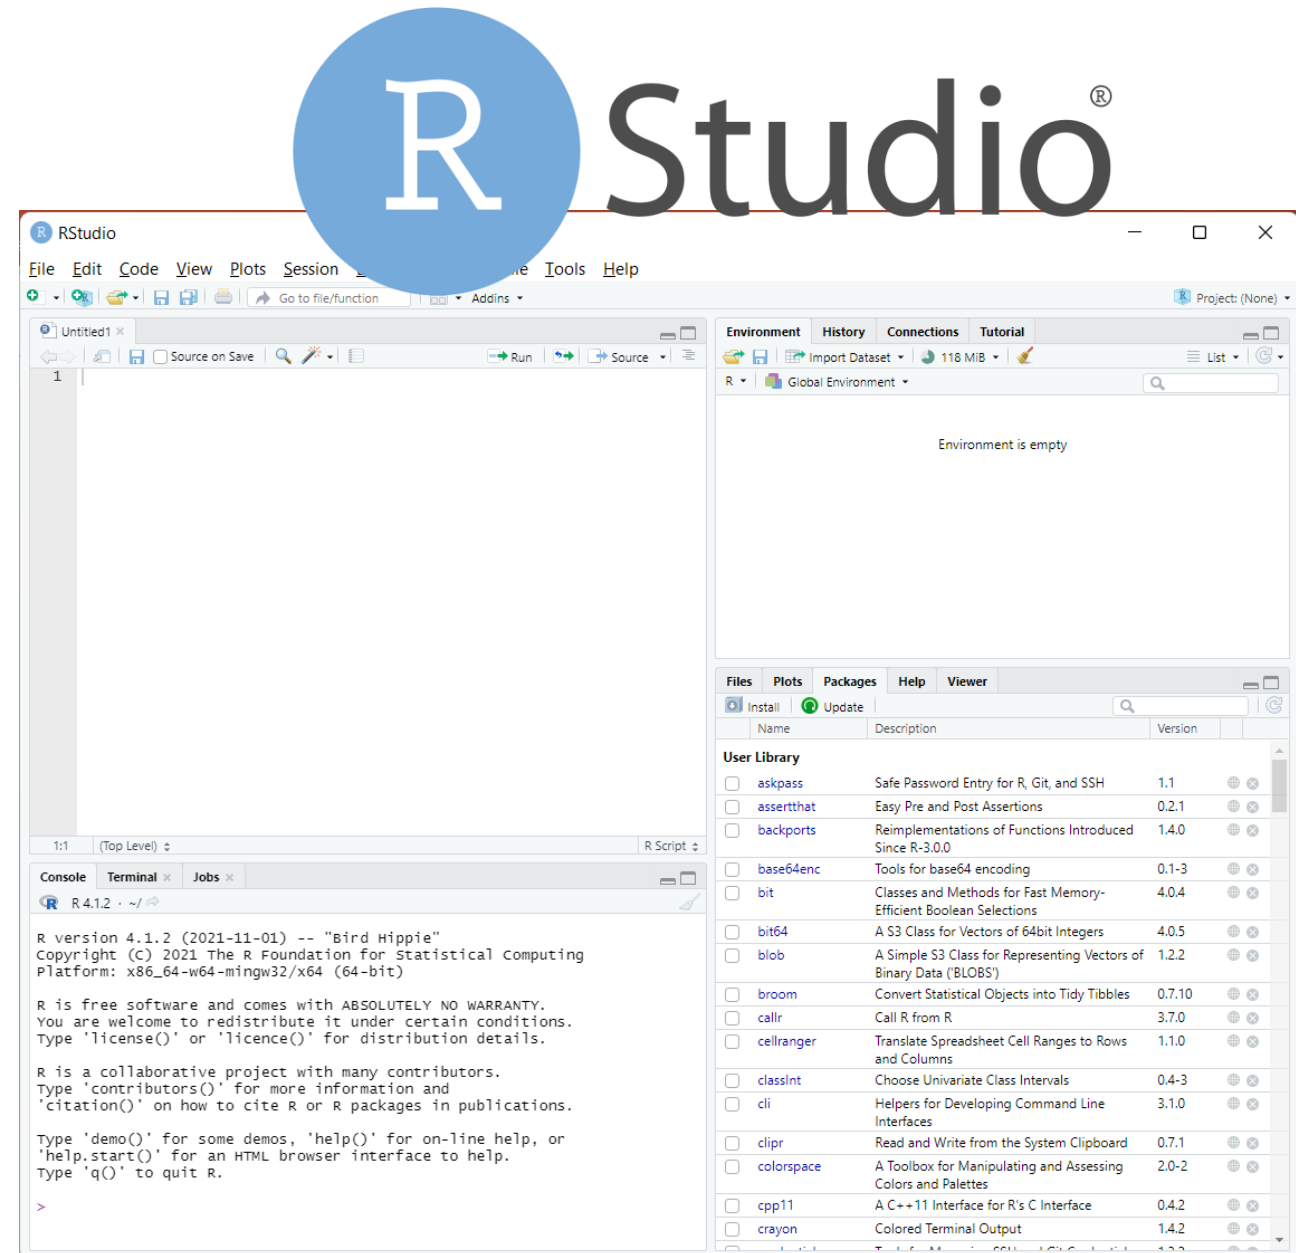 R Studio®
RStudio
File Edit Code View Plots Session Tools Help
Go to file/function Addins Project: (None)
Untitled1
Source on Save Run Source
1
1:1 (Top Level) R Script
Console Terminal Jobs
R 4.1.2 · ~/
R version 4.1.2 (2021-11-01) -- "Bird Hippie"
Copyright (C) 2021 The R Foundation for Statistical Computing
Platform: x86_64-w64-mingw32/x64 (64-bit)
R is free software and comes with ABSOLUTELY NO WARRANTY.
You are welcome to redistribute it under certain conditions.
Type 'license()' or 'licence()' for distribution details.
R is a collaborative project with many contributors.
Type 'contributors()' for more information and
'citation()' on how to cite R or R packages in publications.
Type 'demo()' for some demos, 'help()' for on-line help, or
'help.start()' for an HTML browser interface to help.
Type 'q()' to quit R.
>
Environment History Connections Tutorial
Import Dataset 118 MiB List
R Global Environment
Environment is empty
Files Plots Packages Help Viewer
Install Update
Name Description Version
User Library
askpass Safe Password Entry for R, Git, and SSH 1.1
assertthat Easy Pre and Post Assertions 0.2.1
backports Reimplementations of Functions Introduced 1.4.0
Since R-3.0.0
base64enc Tools for base64 encoding 0.1-3
bit Classes and Methods for Fast Memory- 4.0.4
Efficient Boolean Selections
bit64 A S3 Class for Vectors of 64bit Integers 4.0.5
blob A Simple S3 Class for Representing Vectors of 1.2.2
Binary Data ('BLOBS')
broom Convert Statistical Objects into Tidy Tibbles 0.7.10
callr Call R from R 3.7.0
cellranger Translate Spreadsheet Cell Ranges to Rows 1.1.0
and Columns
classInt Choose Univariate Class Intervals 0.4-3
cli Helpers for Developing Command Line 3.1.0
Interfaces
clipr Read and Write from the System Clipboard 0.7.1
colorspace A Toolbox for Manipulating and Assessing 2.0-2
Colors and Palettes
cpp11 A C++11 Interface for R's C Interface 0.4.2
crayon Colored Terminal Output 1.4.2